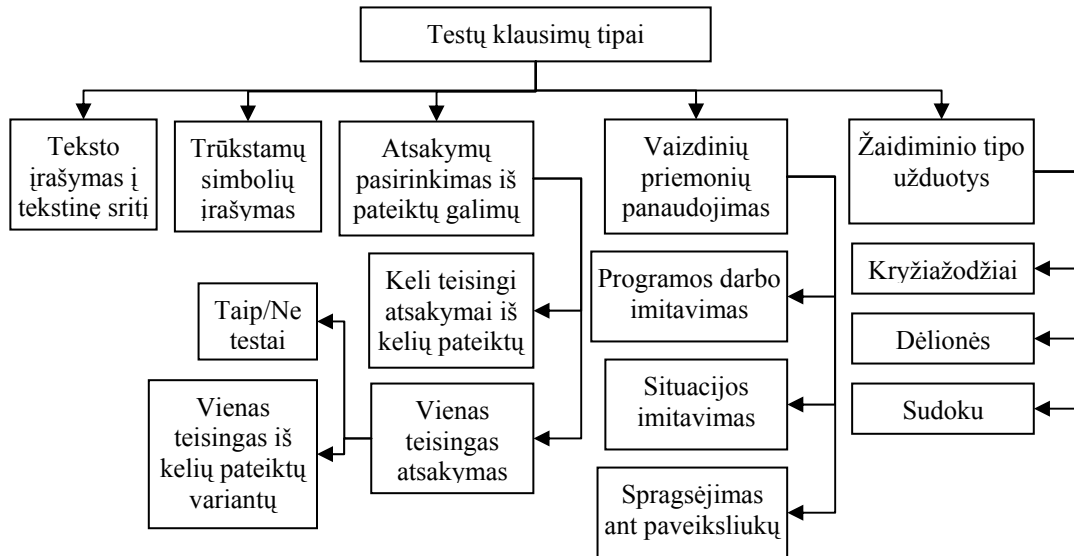 Testų klausimų tipai
Teksto
įrašymas į
tekstinę sritį
Trūkstamų
simbolių
įrašymas
Atsakymų
pasirinkimas iš
pateiktų galimų
Vaizdinių
priemonių
panaudojimas
Žaidiminio tipo
užduotys
Keli teisingi
atsakymai iš
kelių pateiktų
Taip/Ne
testai
Vienas
teisingas iš
kelių pateiktų
variantų
Vienas
teisingas
atsakymas
Programos darbo
imitavimas
Situacijos
imitavimas
Spragsėjimas
ant paveiksliukų
Kryžiažodžiai
Dėlionės
Sudoku